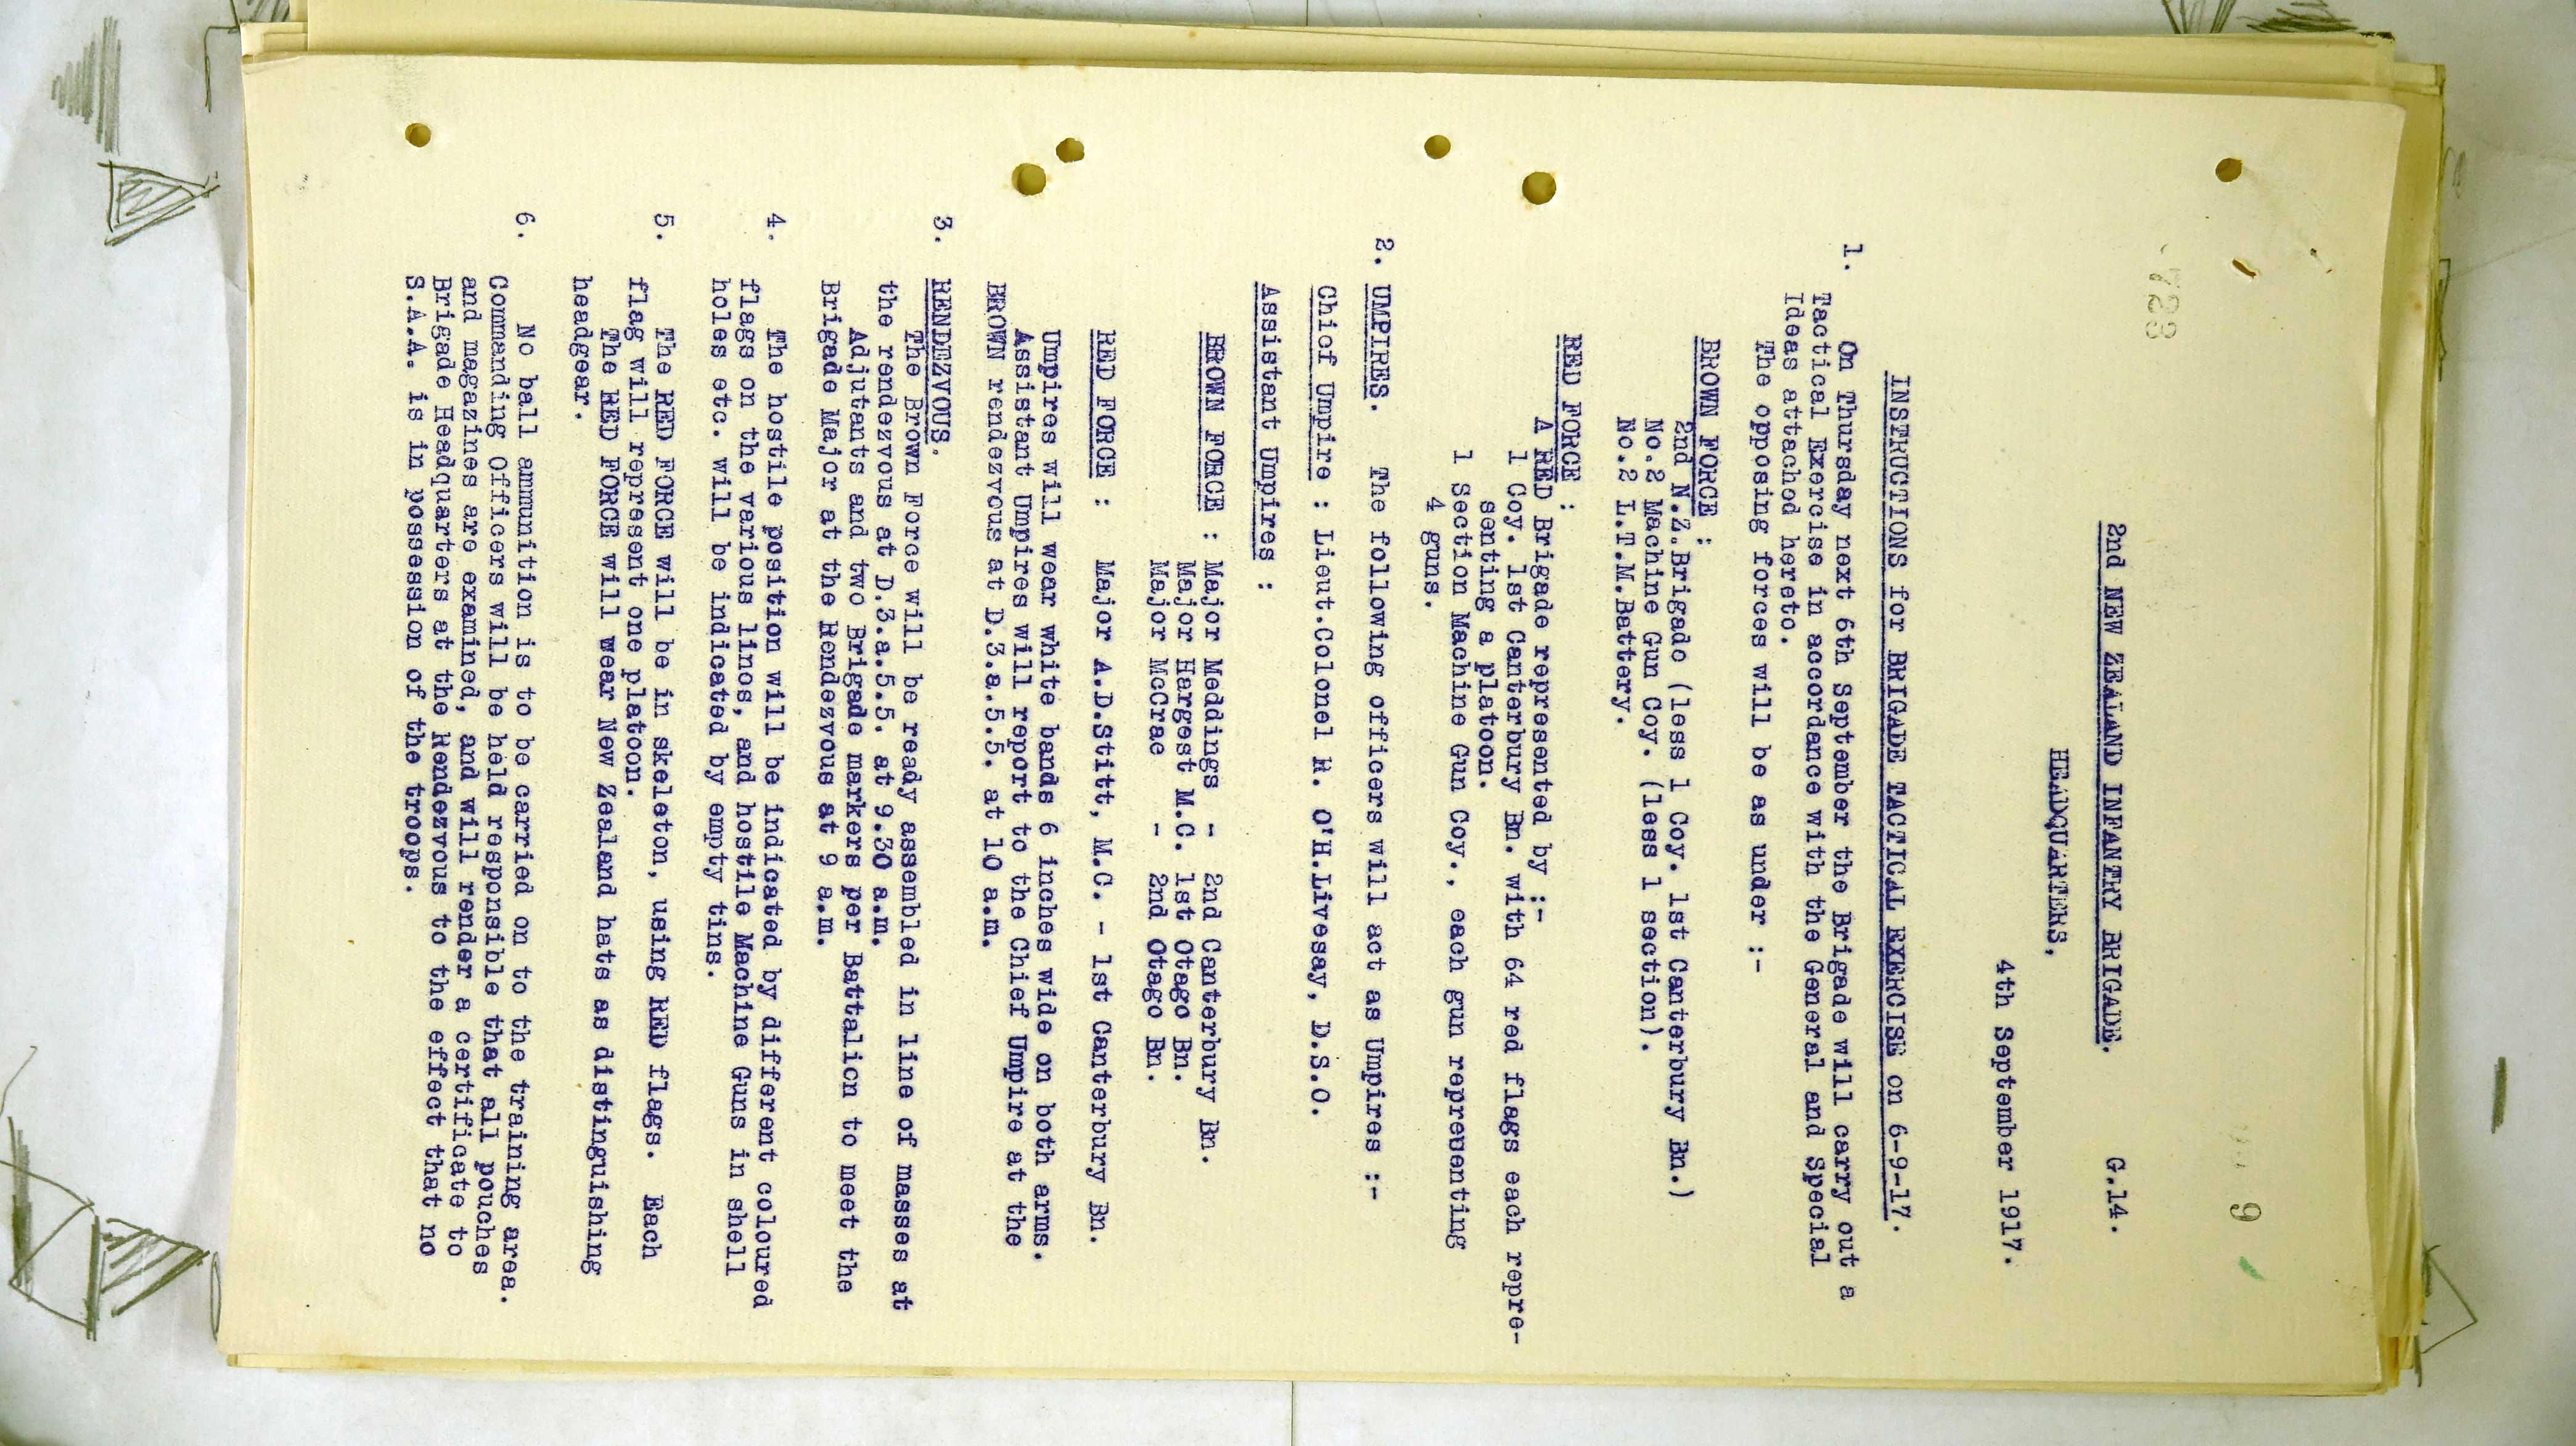 723
9
2nd NEW ZEALAND INFANTRY BRIGADE. G.14.
HEADQUARTERS,
4th September 1917.
INSTRUCTIONS for BRIGADE TACTICAL EXERCISE on 6-9-17.
1. On Thursday next 6th September the Brigade will carry out a
Tactical Exercise in accordance with the General and Special
Ideas attached hereto.
The opposing forces will be as under :-
BROWN FORCE :
2nd N.Z.Brigade (less 1 Coy. 1st Canterbury Bn.)
No.2 Machine Gun Coy. (less 1 section).
No.2 L.T.M.Battery.
RED FORCE :
A RED Brigade represented by :-
1 Coy. 1st Canterbury Bn. with 64 red flags each repre-
senting a platoon.
1 Section Machine Gun Coy., each gun representing
4 guns.
2. UMPIRES. The following officers will act as Umpires :-
Chief Umpire : Lieut.Colonel R. O'H.Livesay, D.S.O.
Assistant Umpires :
BROWN FORCE : Major Meddings - 2nd Canterbury Bn.
Major Hargest M.C. 1st Otago Bn.
Major McCrae - 2nd Otago Bn.
RED FORCE : Major A.D.Stitt, M.C. - 1st Canterbury Bn.
Umpires will wear white bands 6 inches wide on both arms.
Assistant Umpires will report to the Chief Umpire at the
BROWN rendezvous at D.3.a.5.5. at 10 a.m.
3. RENDEZVOUS.
The Brown Force will be ready assembled in line of masses at
the rendezvous at D.3.a.5.5. at 9.30 a.m.
Adjutants and two Brigade markers per Battalion to meet the
Brigade Major at the Rendezvous at 9 a.m.
4. The hostile position will be indicated by different coloured
flags on the various lines, and hostile Machine Guns in shell
holes etc. will be indicated by empty tins.
5. The RED FORCE will be in skeleton, using RED flags. Each
flag will represent one platoon.
The RED FORCE will wear New Zealand hats as distinguishing
headgear.
6. No ball ammunition is to be carried on to the training area.
Commanding Officers will be held responsible that all pouches
and magazines are examined, and will render a certificate to
Brigade Headquarters at the Rendezvous to the effect that no
S.A.A. is in possession of the troops.